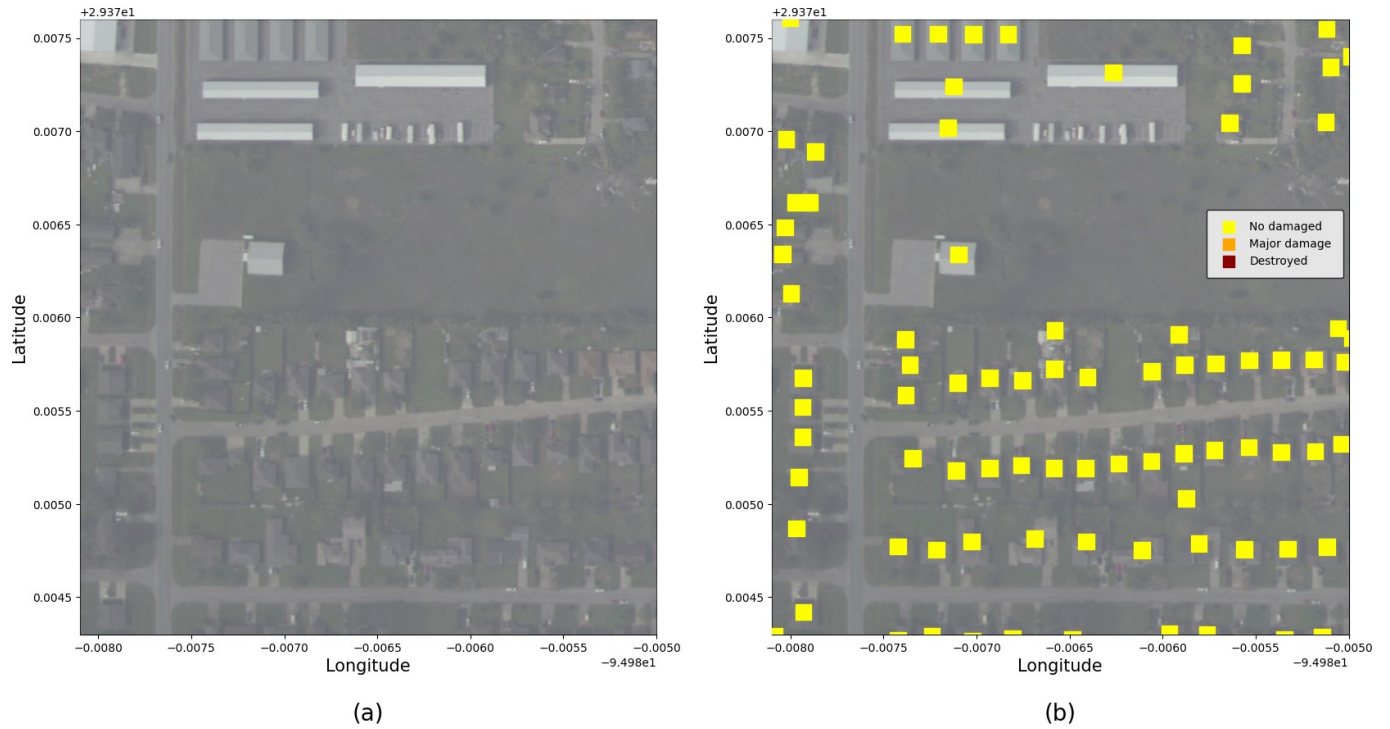 +2.937e1
0.0075
0.0070
0.0065
0.0060
0.0055
0.0050
0.0045
Latitude
−0.0080 −0.0075 −0.0070 −0.0065 −0.0060 −0.0055 −0.0050
Longitude
−9.498e1
(a)
+2.937e1
0.0075
0.0070
0.0065
0.0060
0.0055
0.0050
0.0045
Latitude
No damaged
Major damage
Destroyed
−0.0080 −0.0075 −0.0070 −0.0065 −0.0060 −0.0055 −0.0050
Longitude
−9.498e1
(b)